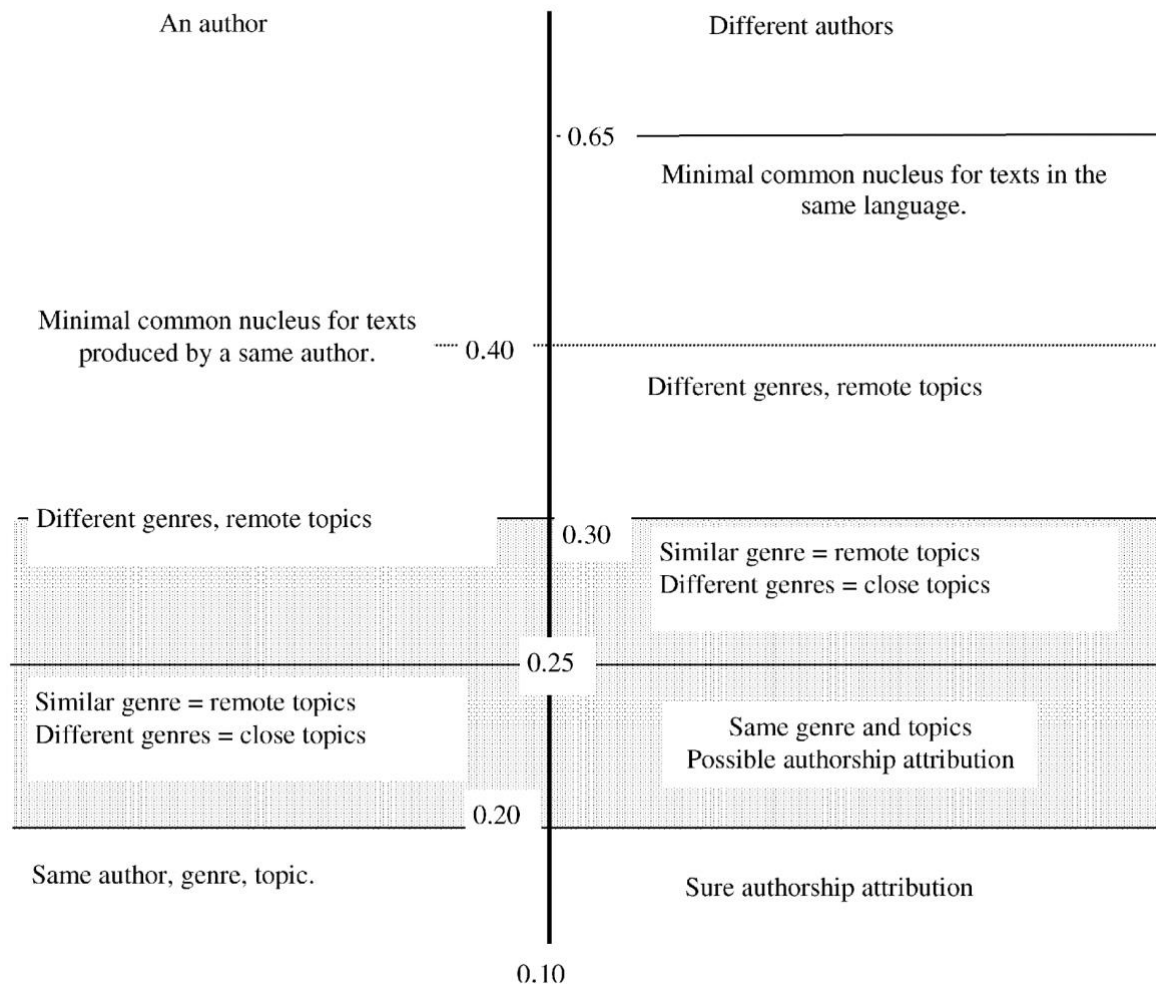 An author
Different authors
0.65
Minimal common nucleus for texts in the
same language.
Minimal common nucleus for texts
produced by a same author.
0.40
Different genres, remote topics
Different genres, remote topics
0.30
Similar genre = remote topics
Different genres = close topics
0.25
Similar genre = remote topics
Different genres = close topics
Same genre and topics
Possible authorship attribution
0.20
Same author, genre, topic.
Sure authorship attribution
0.10